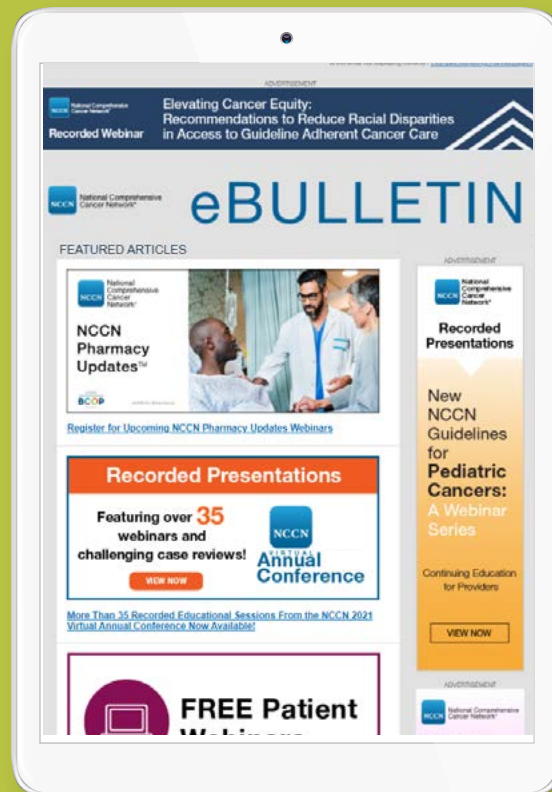 ADVERTISEMENT
NCCN National Comprehensive
Cancer Network®
Recorded Webinar
Elevating Cancer Equity:
Recommendations to Reduce Racial Disparities
in Access to Guideline Adherent Cancer Care
NCCN National Comprehensive
Cancer Network®
eBULLETIN
FEATURED ARTICLES
NCCN National
Comprehensive
Cancer
Network®
NCCN
Pharmacy
Updates™
BCOP
Register for Upcoming NCCN Pharmacy Updates Webinars
Recorded Presentations
Featuring over 35
webinars and
challenging case reviews!
VIEW NOW
NCCN
VIRTUAL
Annual
Conference
More Than 35 Recorded Educational Sessions From the NCCN 2021
Virtual Annual Conference Now Available!
FREE Patient
Webinars
ADVERTISEMENT
NCCN National
Comprehensive
Cancer
Network®
Recorded
Presentations
New
NCCN
Guidelines
for
Pediatric
Cancers:
A Webinar
Series
Continuing Education
for Providers
VIEW NOW
ADVERTISEMENT
NCCN National Comprehensive
Cancer Network®